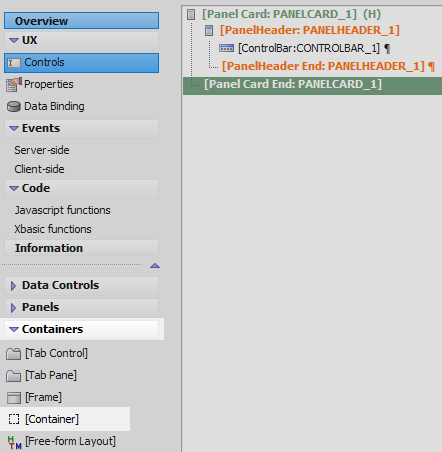 Overview
UX
Controls
Properties
Data Binding
Events
Server-side
Client-side
Code
Javascript functions
Xbasic functions
Information
Data Controls
Panels
Containers
[Tab Control]
[Tab Pane]
[Frame]
[Container]
HTM [Free-form Layout]
[Panel Card: PANELCARD_1] (H)
[PanelHeader: PANELHEADER_1]
[ControlBar:CONTROLBAR_1] ¶
[PanelHeader End: PANELHEADER_1] ¶
[Panel Card End: PANELCARD_1]